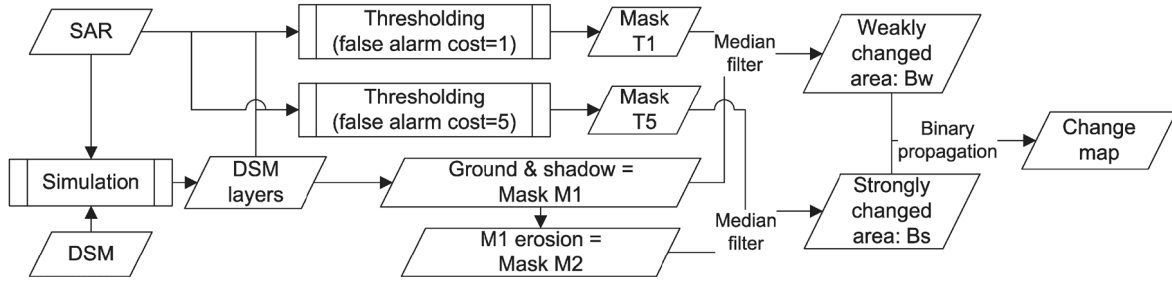 SAR
Thresholding
(false alarm cost=1)
Mask
T1
Median
filter
Weakly
changed
area: Bw
Thresholding
(false alarm cost=5)
Mask
T5
Binary
propagation
Change
map
Simulation
DSM
layers
Ground & shadow =
Mask M1
Median
filter
Strongly
changed
area: Bs
DSM
M1 erosion =
Mask M2